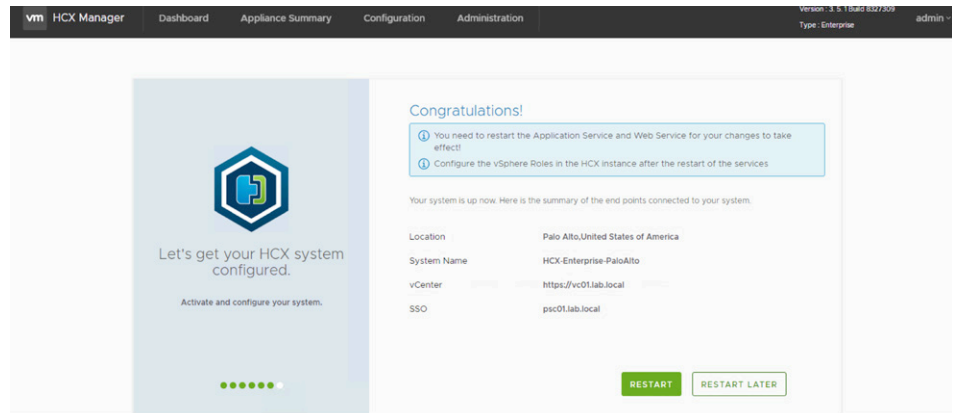 Version : 3. 5. 1 Build 8327309
vm HCX Manager Dashboard Appliance Summary Configuration Administration admin
Type : Enterprise
Congratulations!
You need to restart the Application Service and Web Service for your changes to take
effect!
Configure the vSphere Roles in the HCX instance after the restart of the services
Your system is up now. Here is the summary of the end points connected to your system.
Location Palo Alto,United States of America
System Name HCX-Enterprise-PaloAlto
vCenter https://vc01.lab.local
SSO psc01.lab.local
Let's get your HCX system
configured.
Activate and configure your system.
RESTART RESTART LATER